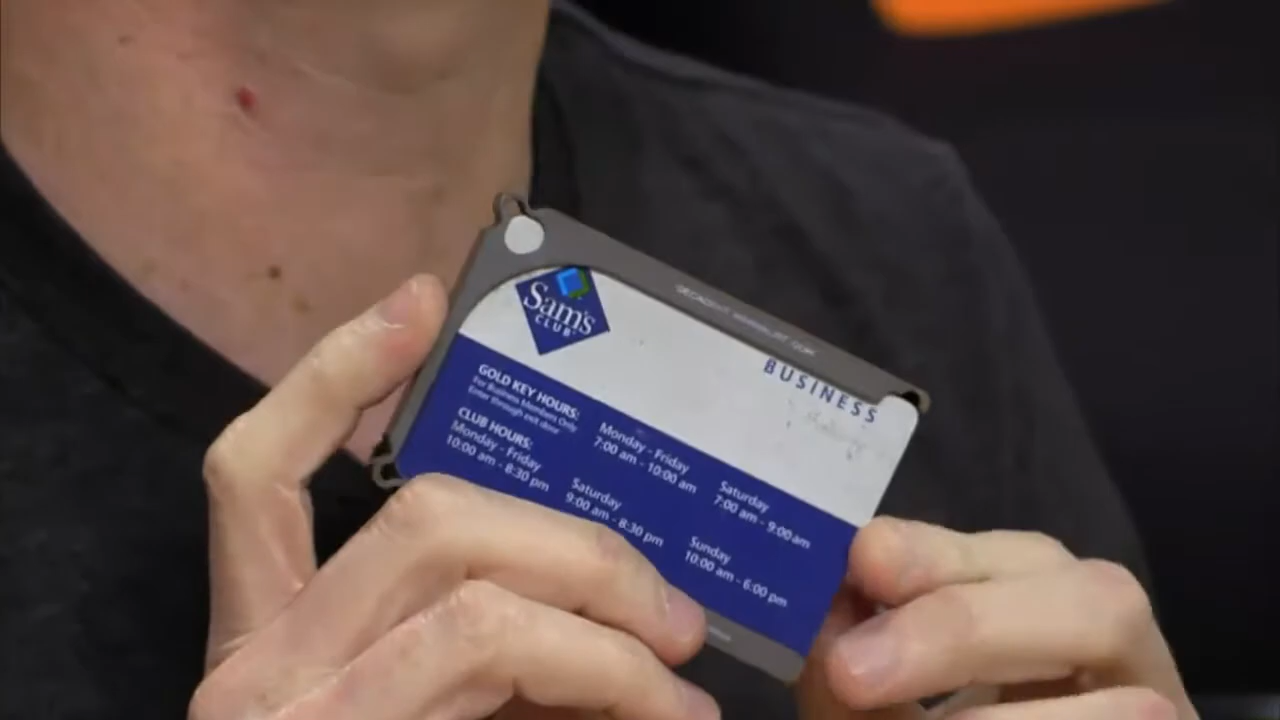 Sam's
CLUB
BUSINESS
GOLD KEY HOURS:
For Business Members Only
Enter through exit door
Monday - Friday
7:00 am - 10:00 am
Saturday
7:00 am - 9:00 am
CLUB HOURS:
Monday - Friday
10:00 am - 8:30 pm
Saturday
9:00 am - 8:30 pm
Sunday
10:00 am - 6:00 pm